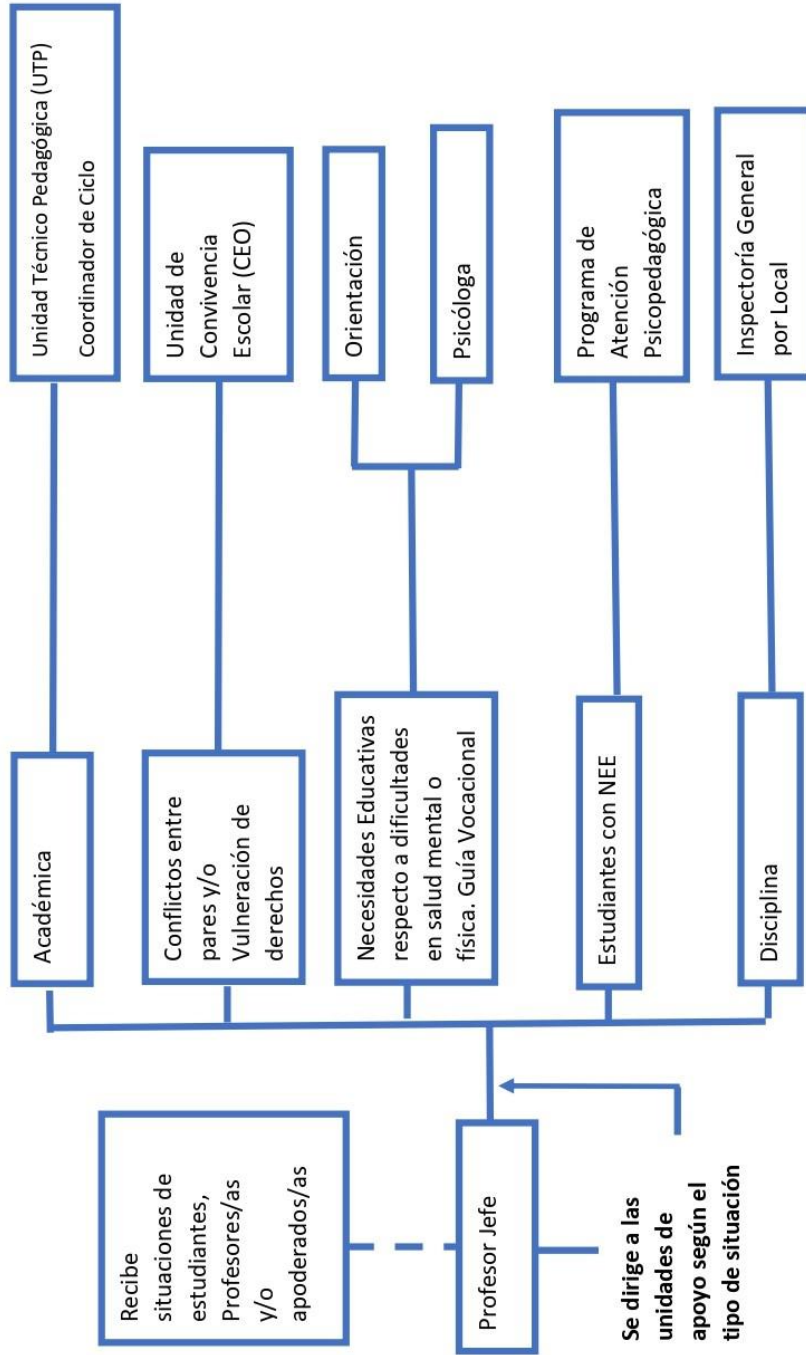 Recibe
situaciones de
estudiantes,
Profesores/as
y/o
apoderados/as
Profesor Jefe
Se dirige a las
unidades de
apoyo según el
tipo de situación
Académica
Unidad Técnico Pedagógica (UTP)
Coordinador de Ciclo
Conflictos entre
pares y/o
Vulneración de
derechos
Unidad de
Convivencia
Escolar (CEO)
Necesidades Educativas
respecto a dificultades
en salud mental o
física. Guía Vocacional
Orientación
Psicóloga
Estudiantes con NEE
Programa de
Atención
Psicopedagógica
Disciplina
Inspectoría General
por Local